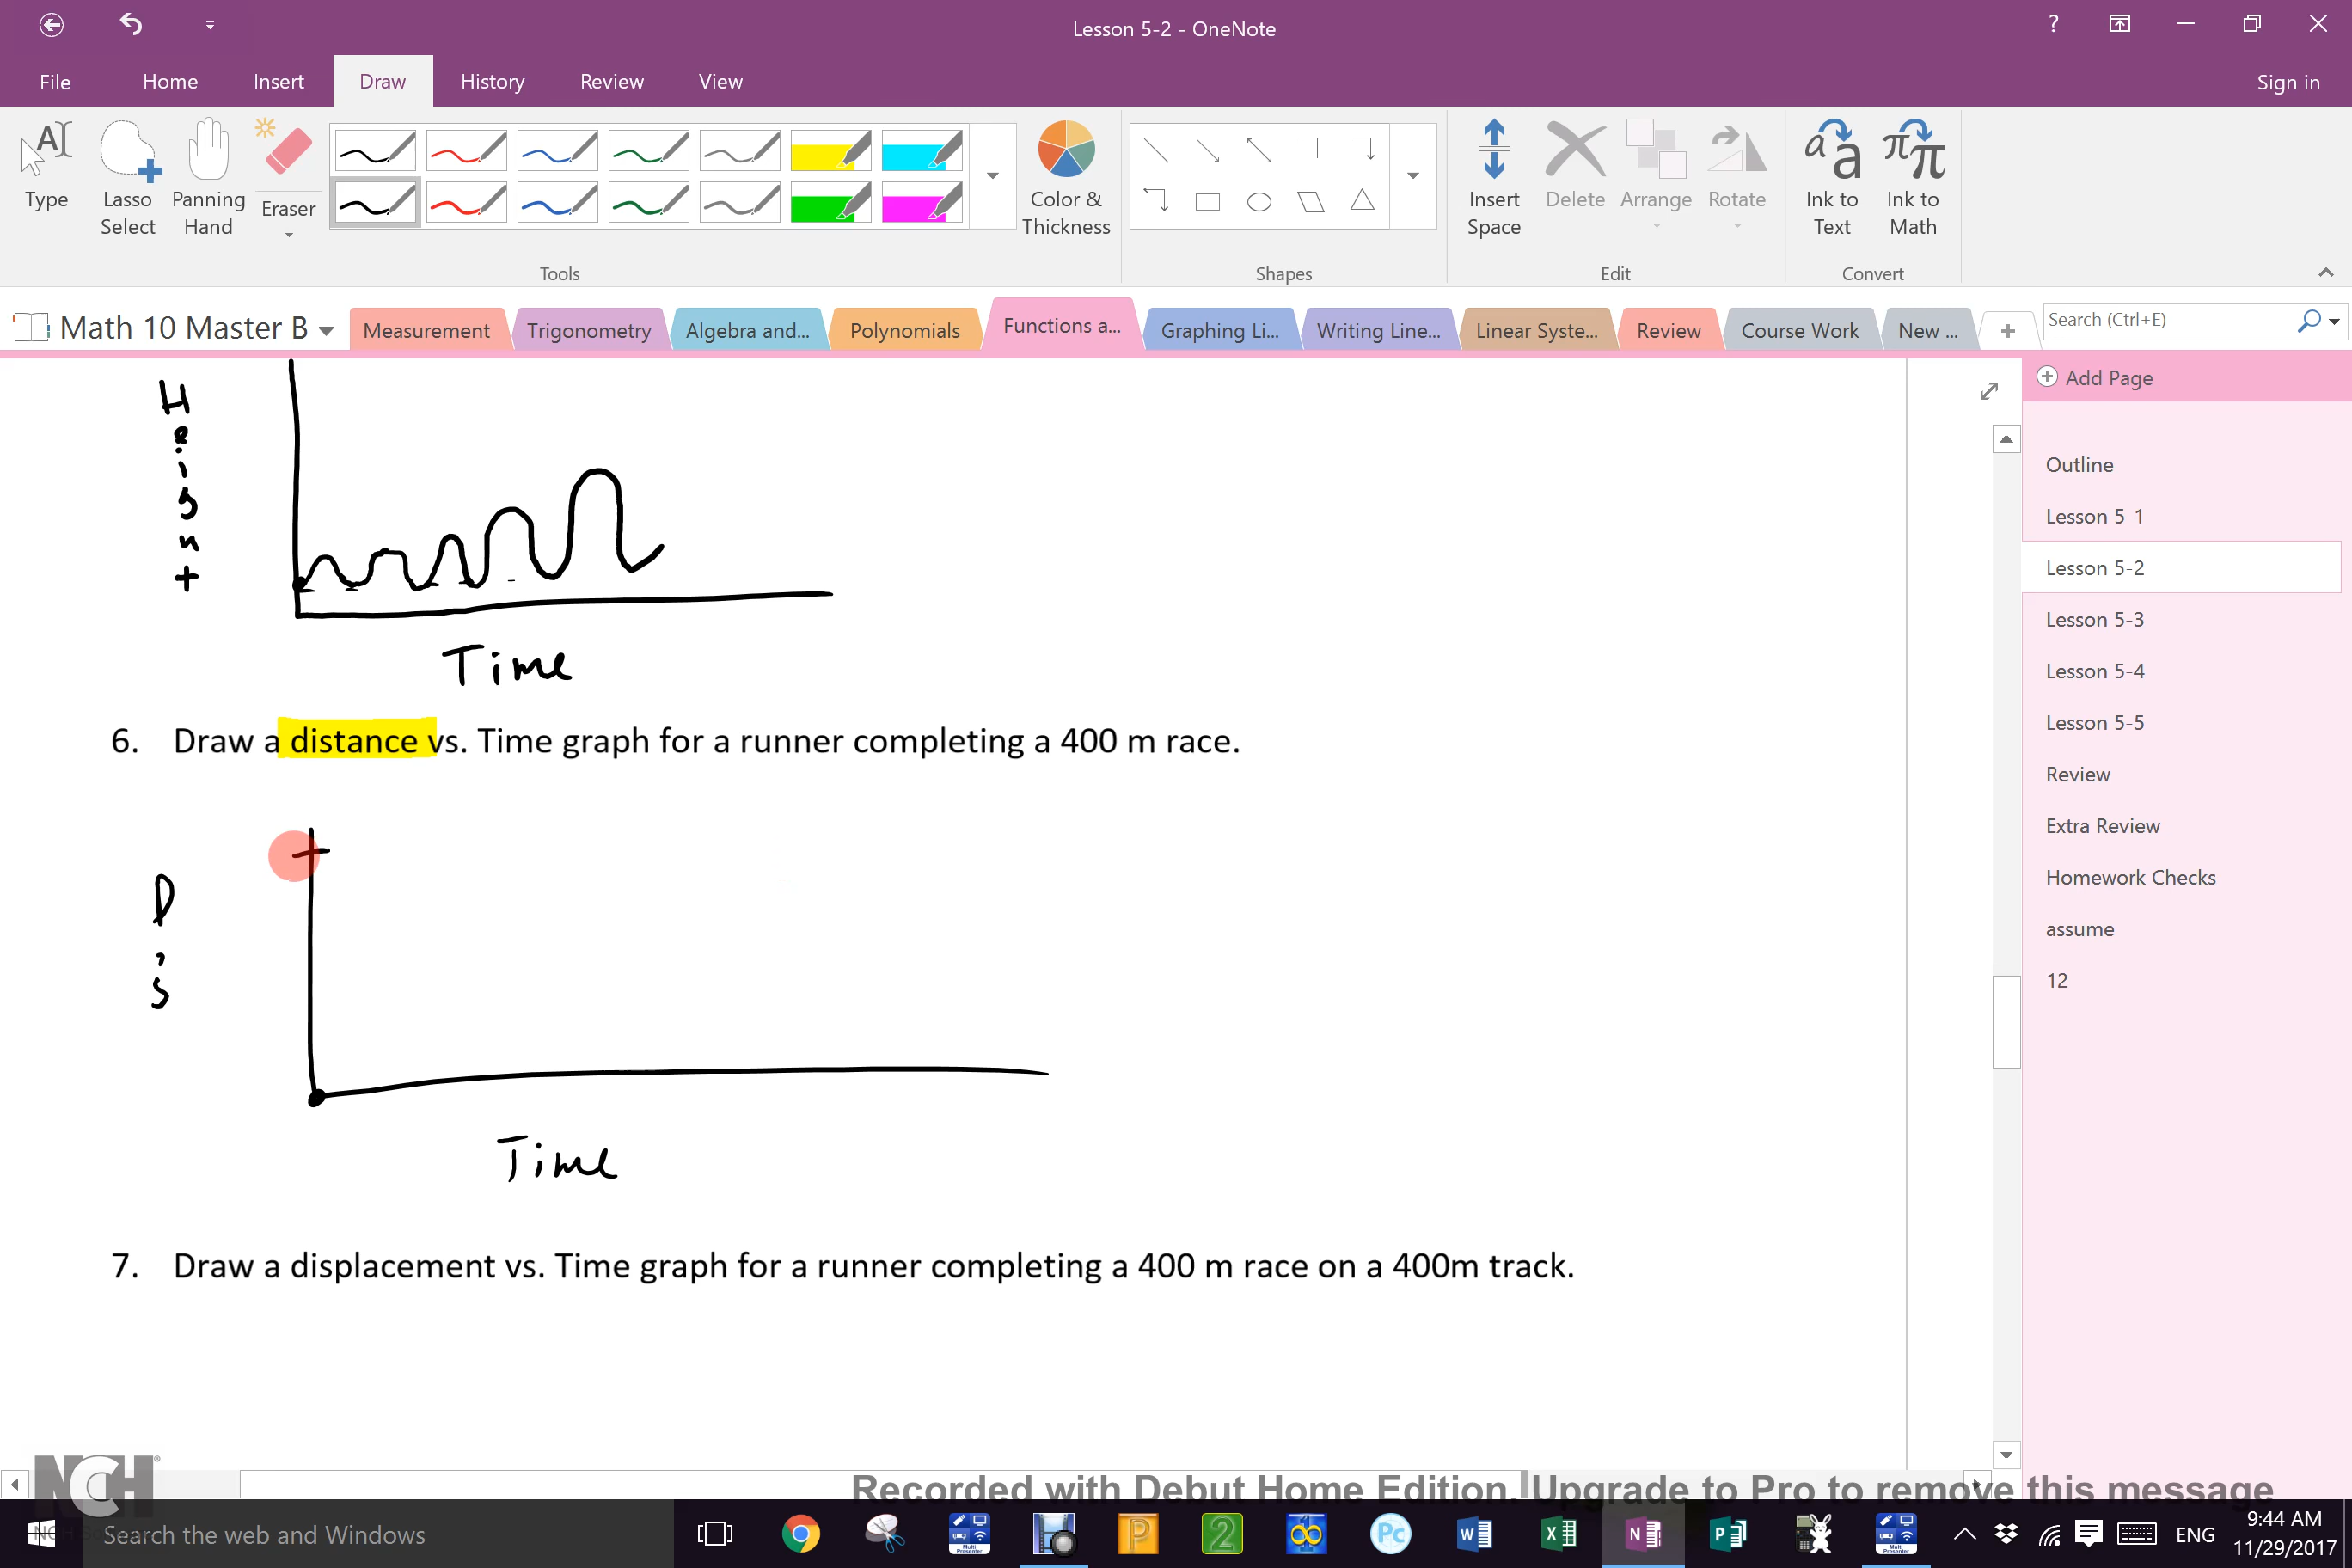 Lesson 5-2 - OneNote
?
File Home Insert Draw History Review View Sign in
Type
Lasso Select
Panning Hand
Eraser
Color & Thickness
Insert Space
Delete
Arrange
Rotate
Ink to Text
Ink to Math
Tools
Shapes
Edit
Convert
Math 10 Master B
Measurement
Trigonometry
Algebra and...
Polynomials
Functions a...
Graphing Li...
Writing Line...
Linear Syste...
Review
Course Work
New ...
Search (Ctrl+E)
Add Page
Outline
Lesson 5-1
Lesson 5-2
Lesson 5-3
Lesson 5-4
Lesson 5-5
Review
Extra Review
Homework Checks
assume
12
Time
6. Draw a distance vs. Time graph for a runner completing a 400 m race.
D
i
s
Time
7. Draw a displacement vs. Time graph for a runner completing a 400 m race on a 400m track.
NCH
Recorded with Debut Home Edition. Upgrade to Pro to remove this message
Search the web and Windows
ENG
9:44 AM
11/29/2017